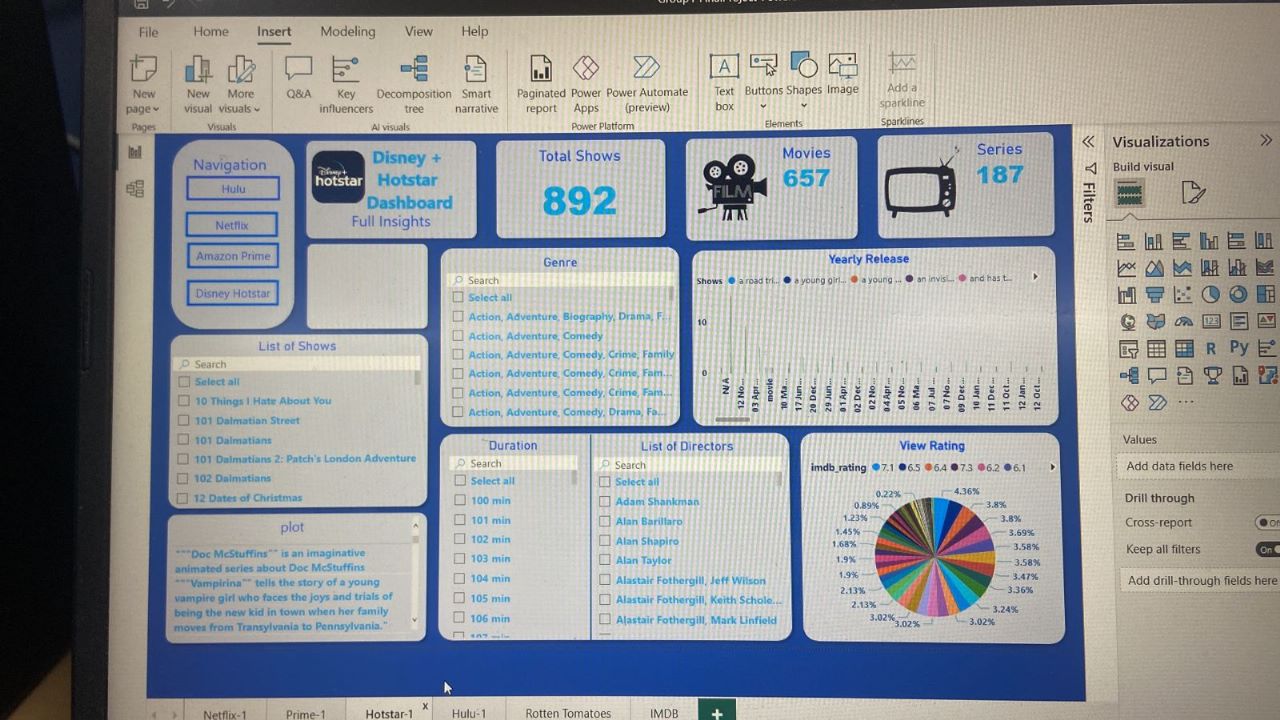 File Home Insert Modeling View Help
New page
New visual
More visuals
Q&A
Key influencers
Decomposition tree
Smart narrative
Paginated report
Power Apps
Power Automate (preview)
Text box
Buttons
Shapes
Image
Add a sparkline
Pages
Visuals
AI visuals
Power Platform
Elements
Sparklines
Navigation
Hulu
Netflix
Amazon Prime
Disney Hotstar
Disney+
hotstar
Disney +
Hotstar
Dashboard
Full Insights
Total Shows
892
FILM
Movies
657
Series
187
Genre
Search
Select all
Action, Adventure, Biography, Drama, F...
Action, Adventure, Comedy
Action, Adventure, Comedy, Crime, Family
Action, Adventure, Comedy, Crime, Fam...
Action, Adventure, Comedy, Crime, Fam...
Action, Adventure, Comedy, Drama, Fa...
Yearly Release
Shows a road tri... a young girl... a young ... an invisi... and has t...
10
0
N/A
12 No...
03 Apr...
movie
10 Ma...
17 Jun...
20 Dec...
29 Jun...
01 Apr...
02 Dec...
02 No...
04 Apr...
05 No...
06 Ma...
07 Jul ...
07 No...
09 Dec...
10 Jan...
11 Dec...
11 Oct...
12 Jan...
12 Oct...
List of Shows
Search
Select all
10 Things I Hate About You
101 Dalmatian Street
101 Dalmatians
101 Dalmatians 2: Patch's London Adventure
102 Dalmatians
12 Dates of Christmas
plot
"""Doc McStuffins"" is an imaginative
animated series about Doc McStuffins
"""Vampirina"" tells the story of a young
vampire girl who faces the joys and trials of
being the new kid in town when her family
moves from Transylvania to Pennsylvania."
Duration
Search
Select all
100 min
101 min
102 min
103 min
104 min
105 min
106 min
List of Directors
Search
Select all
Adam Shankman
Alan Barillaro
Alan Shapiro
Alan Taylor
Alastair Fothergill, Jeff Wilson
Alastair Fothergill, Keith Schole...
Alastair Fothergill, Mark Linfield
View Rating
imdb_rating 7.1 6.5 6.4 7.3 6.2 6.1
4.36%
3.8%
3.8%
3.69%
3.58%
3.58%
3.47%
3.36%
3.24%
3.02%
3.02%
3.02%
2.13%
2.13%
1.9%
1.9%
1.68%
1.45%
1.23%
0.89%
0.22%
Filters
Visualizations
Build visual
123
R
Py
Values
Add data fields here
Drill through
Cross-report
Keep all filters
On
Add drill-through fields here
Netflix-1 Prime-1 Hotstar-1 x Hulu-1 Rotten Tomatoes IMDB +